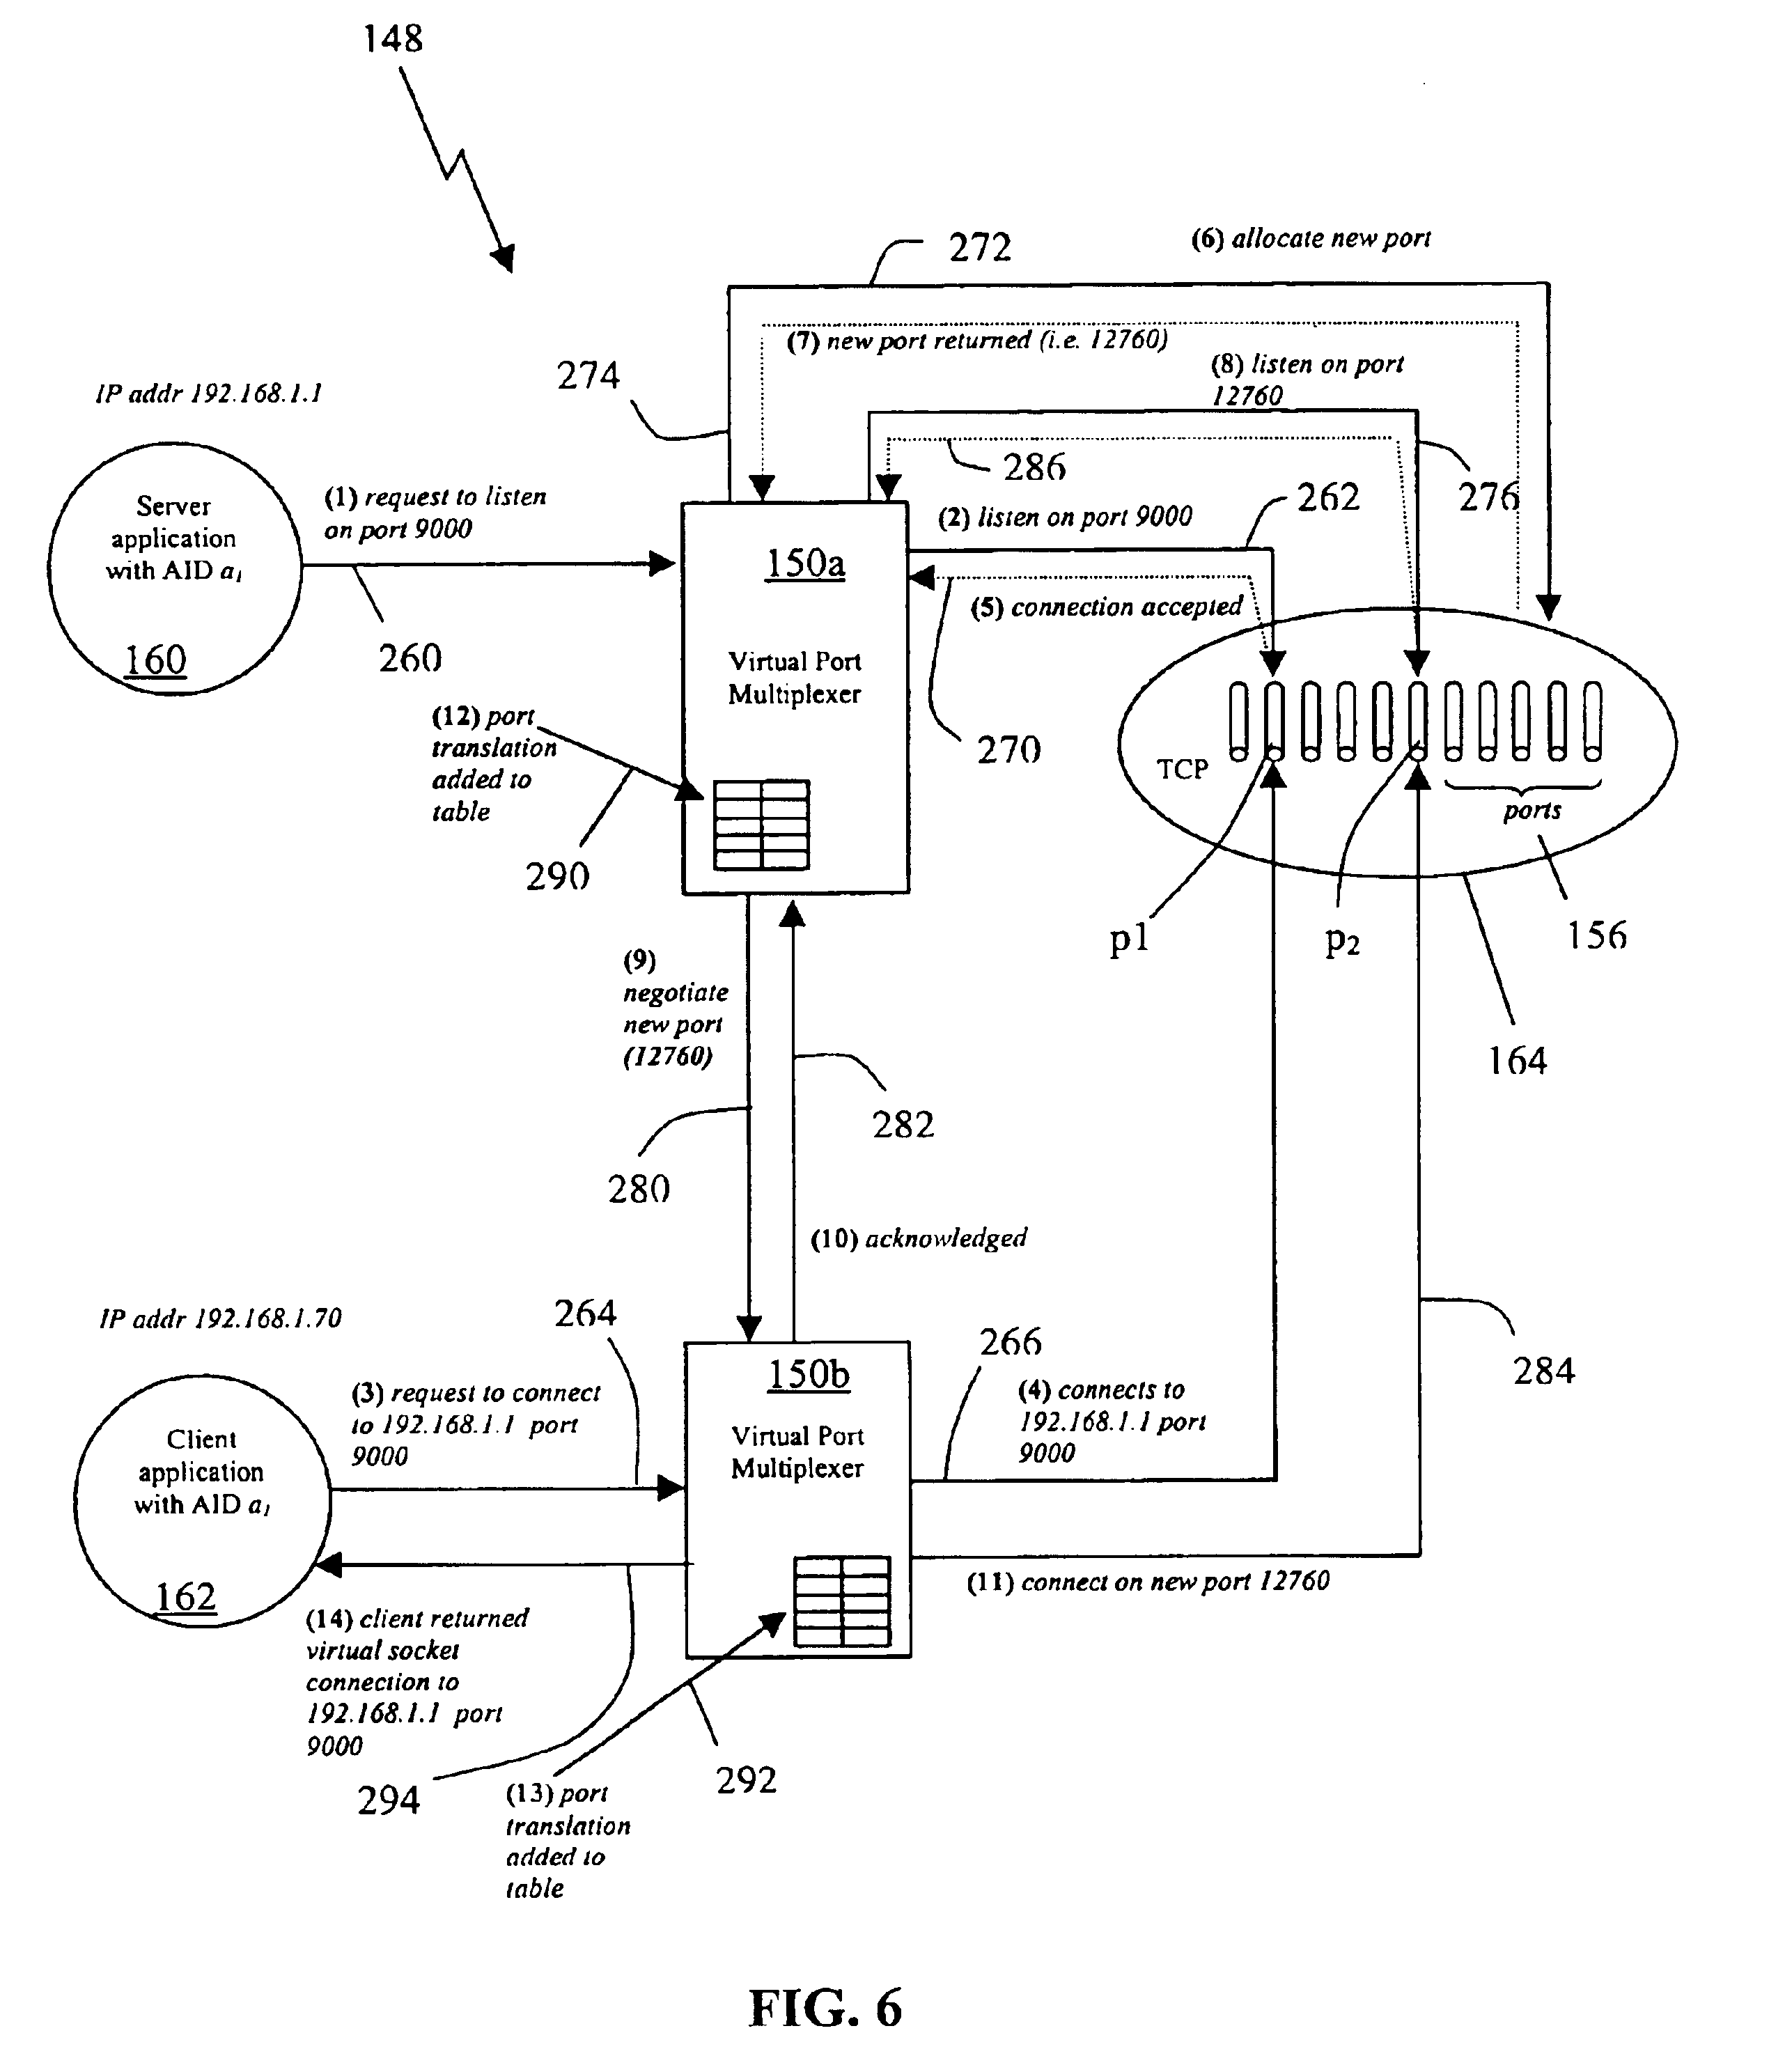 148
272
(6) allocate new port
(7) new port returned (i.e. 12760)
(8) listen on port
12760
274
IP addr 192.168.1.1
286
276
262
Server
application
with AID a1
160
(1) request to listen
on port 9000
260
(2) listen on port 9000
150a
(5) connection accepted
Virtual Port
Multiplexer
270
(12) port
translation
added to
table
290
TCP
ports
p1
p2
156
164
(9)
negotiate
new port
(12760)
282
280
(10) acknowledged
IP addr 192.168.1.70
264
266
284
150b
Client
application
with AID a1
162
(3) request to connect
to 192.168.1.1 port
9000
Virtual Port
Multiplexer
(4) connects to
192.168.1.1 port
9000
(11) connect on new port 12760
(14) client returned
virtual socket
connection to
192.168.1.1 port
9000
294
292
(13) port
translation
added to
table
FIG. 6